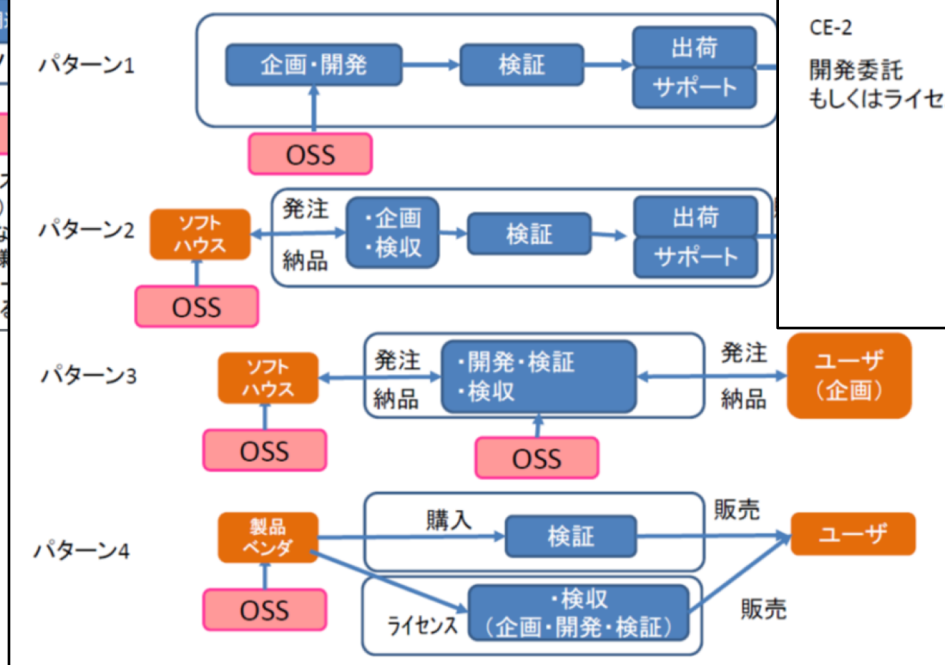 パターン1
企画・開発
検証
出荷
サポート
OSS
CE-2
開発委託
もしくはライセ
パターン2
ソフト
ハウス
発注
納品
・企画
・検収
検証
出荷
サポート
OSS
パターン3
ソフト
ハウス
発注
納品
・開発・検証
・検収
発注
納品
ユーザ
(企画)
OSS
OSS
パターン4
製品
ベンダ
購入
検証
販売
ユーザ
OSS
ライセンス
・検収
(企画・開発・検証)
販売